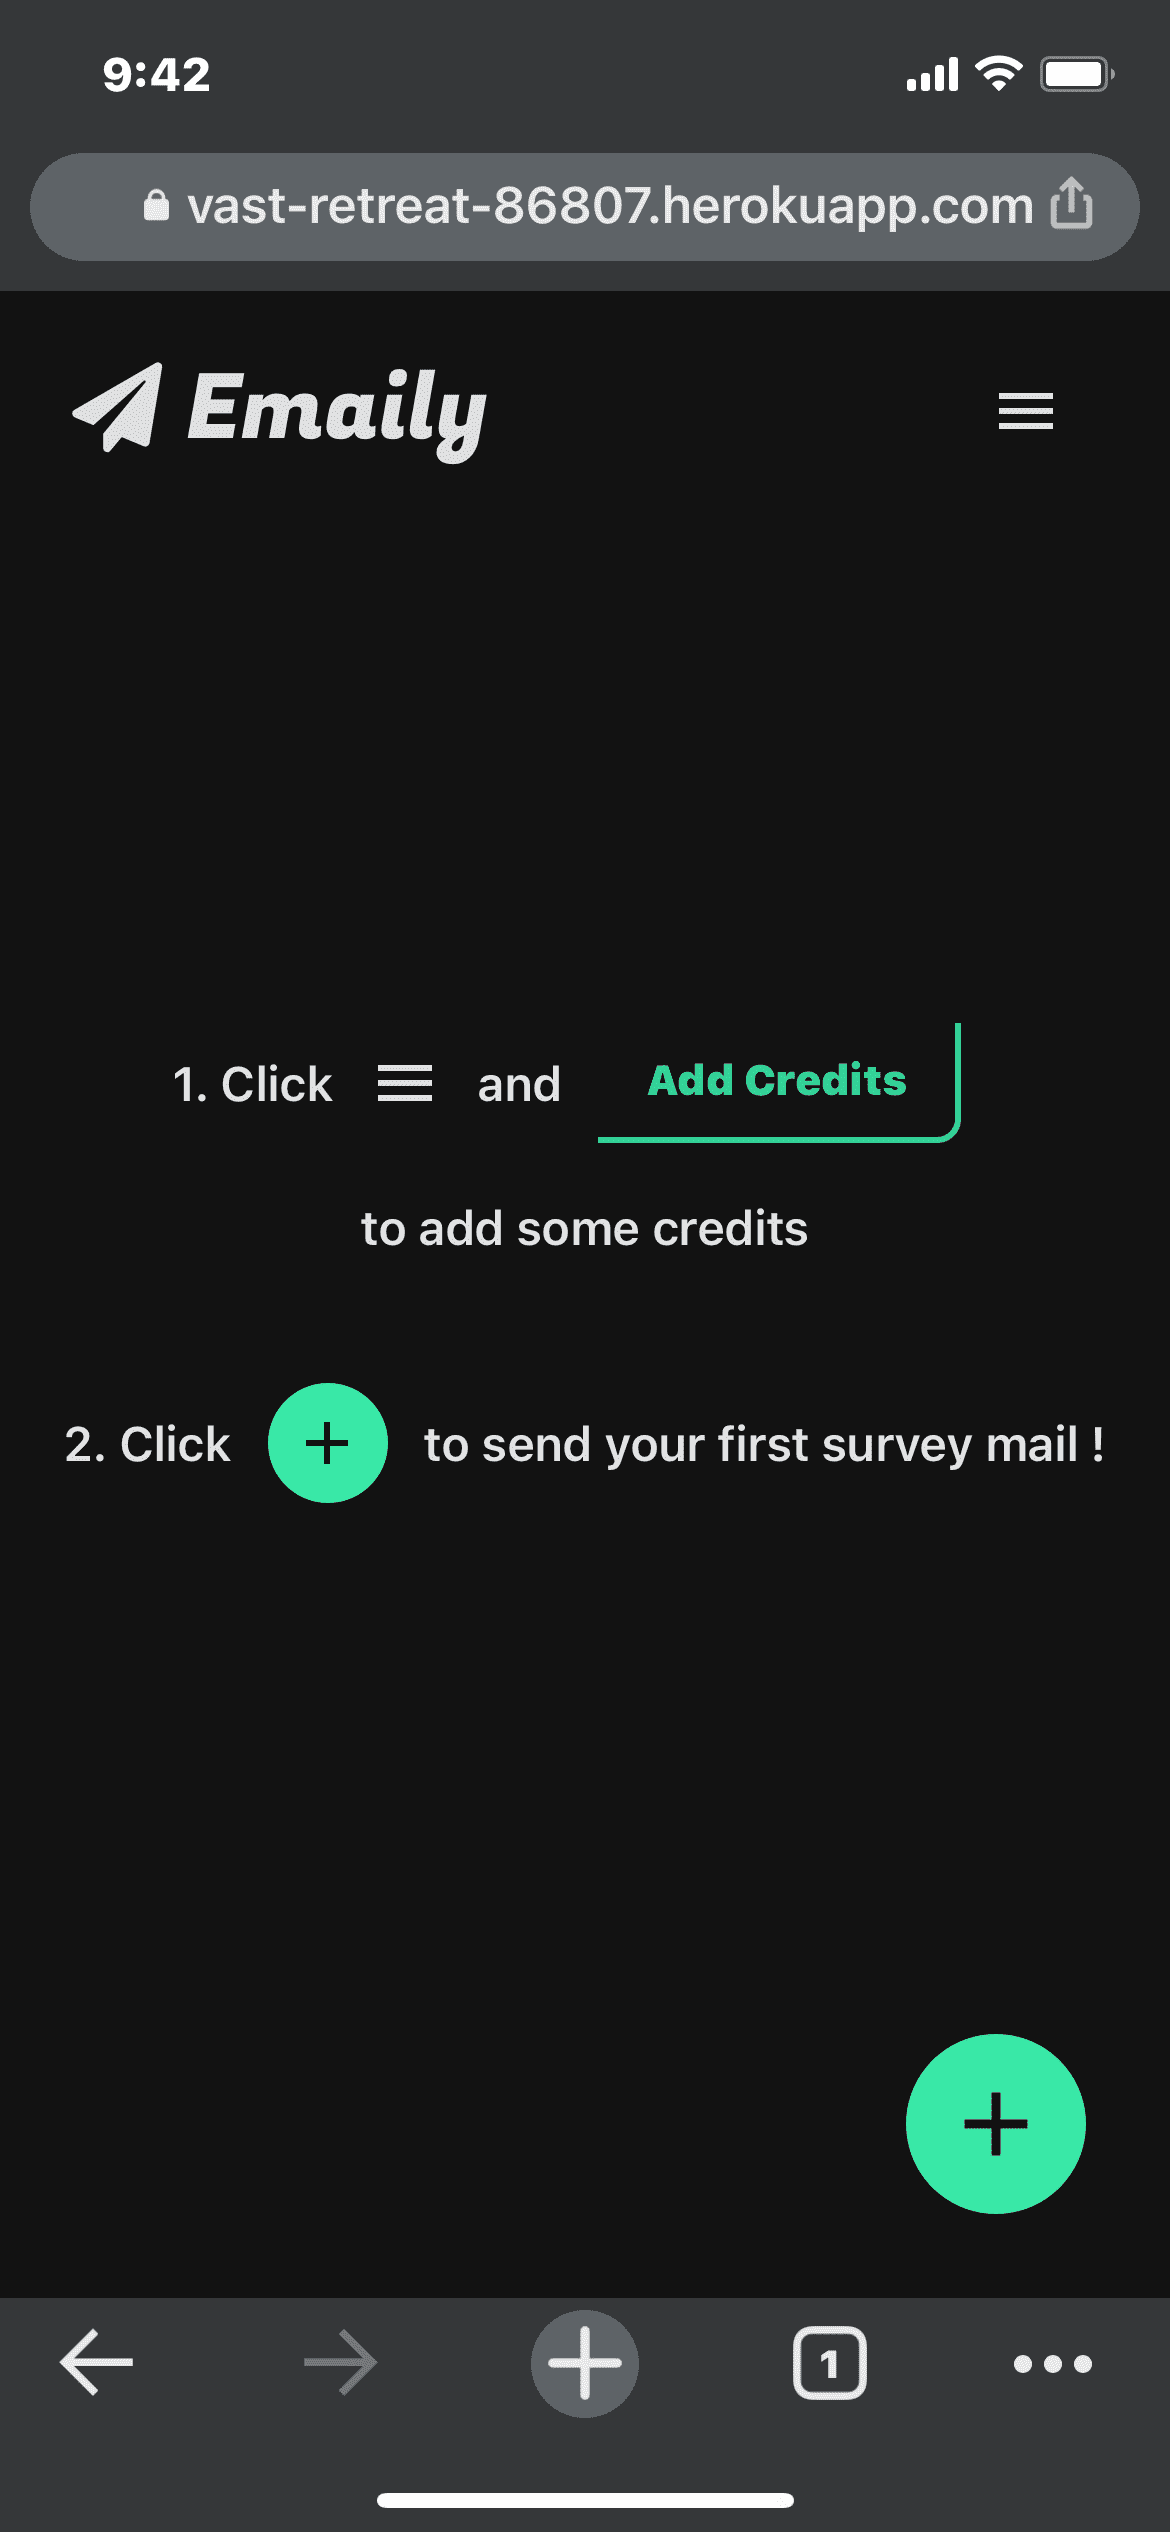 9:42
vast-retreat-86807.herokuapp.com
Emaily
1. Click and Add Credits
to add some credits
2. Click + to send your first survey mail !
1